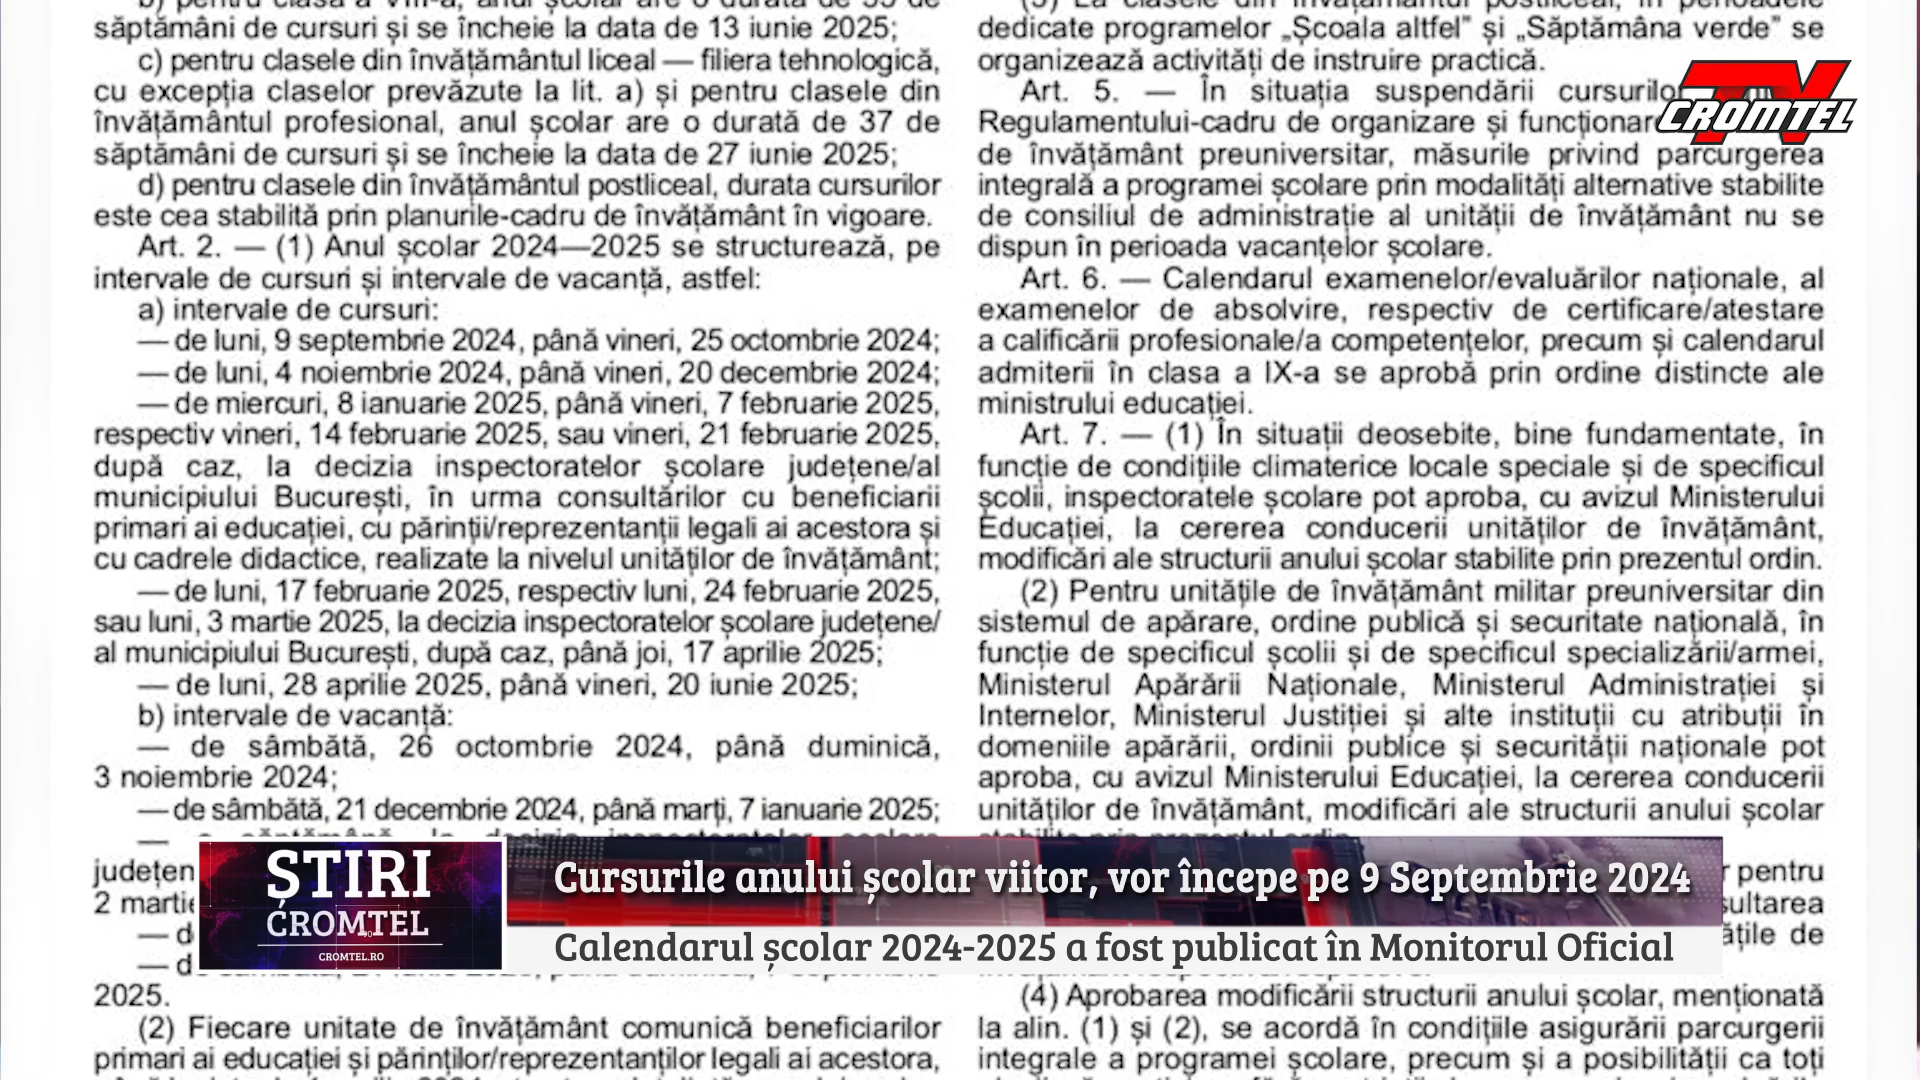 b) pentru clasa a VIII-a, anul școlar are o durată de 35 de
săptămâni de cursuri și se încheie la data de 13 iunie 2025;
c) pentru clasele din învățământul liceal — filiera tehnologică,
cu excepția claselor prevăzute la lit. a) și pentru clasele din
învățământul profesional, anul școlar are o durată de 37 de
săptămâni de cursuri și se încheie la data de 27 iunie 2025;
d) pentru clasele din învățământul postliceal, durata cursurilor
este cea stabilită prin planurile-cadru de învățământ în vigoare.
Art. 2. — (1) Anul școlar 2024—2025 se structurează, pe
intervale de cursuri și intervale de vacanță, astfel:
a) intervale de cursuri:
— de luni, 9 septembrie 2024, până vineri, 25 octombrie 2024;
— de luni, 4 noiembrie 2024, până vineri, 20 decembrie 2024;
— de miercuri, 8 ianuarie 2025, până vineri, 7 februarie 2025,
respectiv vineri, 14 februarie 2025, sau vineri, 21 februarie 2025,
după caz, la decizia inspectoratelor școlare județene/al
municipiului București, în urma consultărilor cu beneficiarii
primari ai educației, cu părinții/reprezentanții legali ai acestora și
cu cadrele didactice, realizate la nivelul unităților de învățământ;
— de luni, 17 februarie 2025, respectiv luni, 24 februarie 2025,
sau luni, 3 martie 2025, la decizia inspectoratelor școlare județene/
al municipiului București, după caz, până joi, 17 aprilie 2025;
— de luni, 28 aprilie 2025, până vineri, 20 iunie 2025;
b) intervale de vacanță:
— de sâmbătă, 26 octombrie 2024, până duminică,
3 noiembrie 2024;
— de sâmbătă, 21 decembrie 2024, până marți, 7 ianuarie 2025;
— o săptămână, la decizia inspectoratelor școlare
județen
2 martie
— d
— d
2025.
(2) Fiecare unitate de învățământ comunică beneficiarilor
primari ai educației și părinților/reprezentanților legali ai acestora,
(3) La clasele din învățământul postliceal, în perioadele
dedicate programelor „Școala altfel” și „Săptămâna verde” se
organizează activități de instruire practică.
Art. 5. — În situația suspendării cursurilor
Regulamentului-cadru de organizare și funcționare
de învățământ preuniversitar, măsurile privind parcurgerea
integrală a programei școlare prin modalități alternative stabilite
de consiliul de administrație al unității de învățământ nu se
dispun în perioada vacanțelor școlare.
Art. 6. — Calendarul examenelor/evaluărilor naționale, al
examenelor de absolvire, respectiv de certificare/atestare
a calificării profesionale/a competențelor, precum și calendarul
admiterii în clasa a IX-a se aprobă prin ordine distincte ale
ministrului educației.
Art. 7. — (1) În situații deosebite, bine fundamentate, în
funcție de condițiile climaterice locale speciale și de specificul
școlii, inspectoratele școlare pot aproba, cu avizul Ministerului
Educației, la cererea conducerii unităților de învățământ,
modificări ale structurii anului școlar stabilite prin prezentul ordin.
(2) Pentru unitățile de învățământ militar preuniversitar din
sistemul de apărare, ordine publică și securitate națională, în
funcție de specificul școlii și de specificul specializării/armei,
Ministerul Apărării Naționale, Ministerul Administrației și
Internelor, Ministerul Justiției și alte instituții cu atribuții în
domeniile apărării, ordinii publice și securității naționale pot
aproba, cu avizul Ministerului Educației, la cererea conducerii
unităților de învățământ, modificări ale structurii anului școlar
stabilite prin prezentul ordin.
pentru
ățile de
(4) Aprobarea modificării structurii anului școlar, menționată
la alin. (1) și (2), se acordă în condițiile asigurării parcurgerii
integrale a programei școlare, precum și a posibilității ca toți
TV
CROMTEL
ȘTIRI
CROMTEL
CROMTEL.RO
Cursurile anului școlar viitor, vor începe pe 9 Septembrie 2024
Calendarul școlar 2024-2025 a fost publicat în Monitorul Oficial